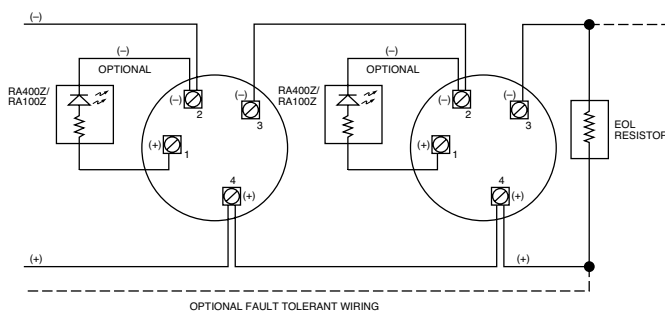 (–)
(–)
(–)
OPTIONAL
OPTIONAL
RA400Z/
RA100Z
RA400Z/
RA100Z
(–)
2
(–)
3
(–)
2
(–)
3
EOL
RESISTOR
(+)
1
(+)
1
4
(+)
4
(+)
(+)
(+)
OPTIONAL FAULT TOLERANT WIRING